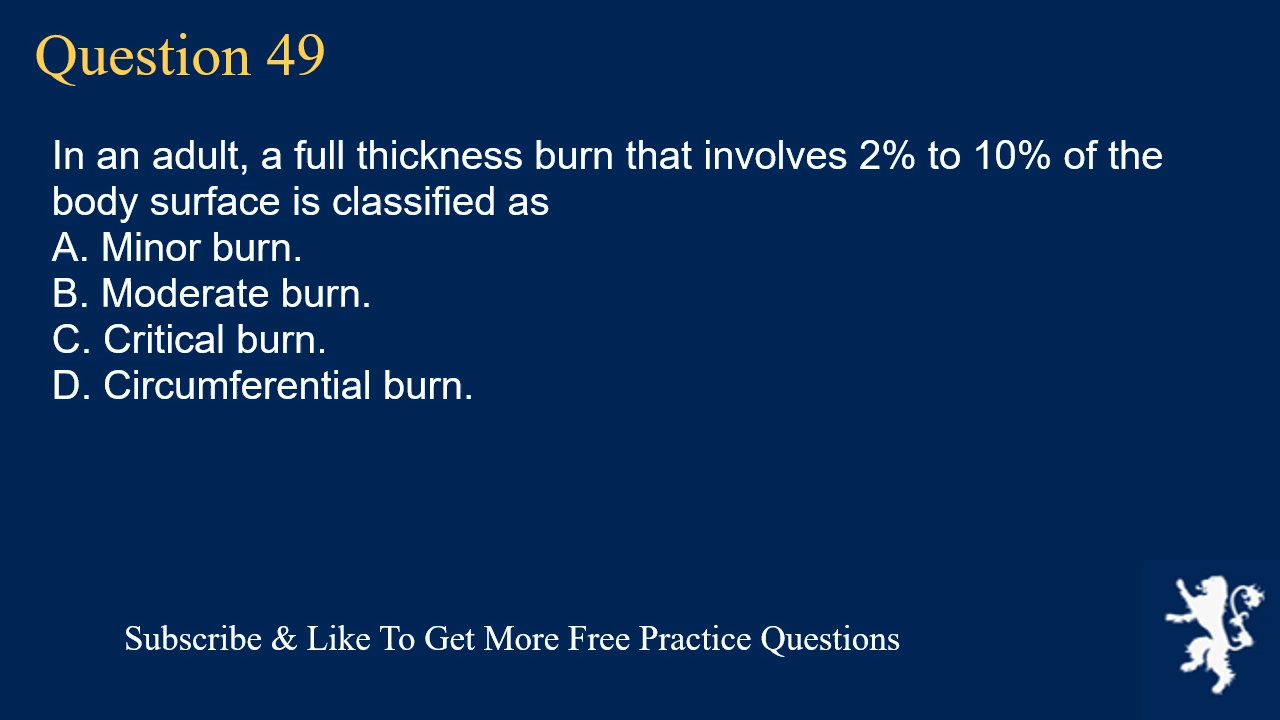 Question 49
In an adult, a full thickness burn that involves 2% to 10% of the
body surface is classified as
A. Minor burn.
B. Moderate burn.
C. Critical burn.
D. Circumferential burn.
Subscribe & Like To Get More Free Practice Questions